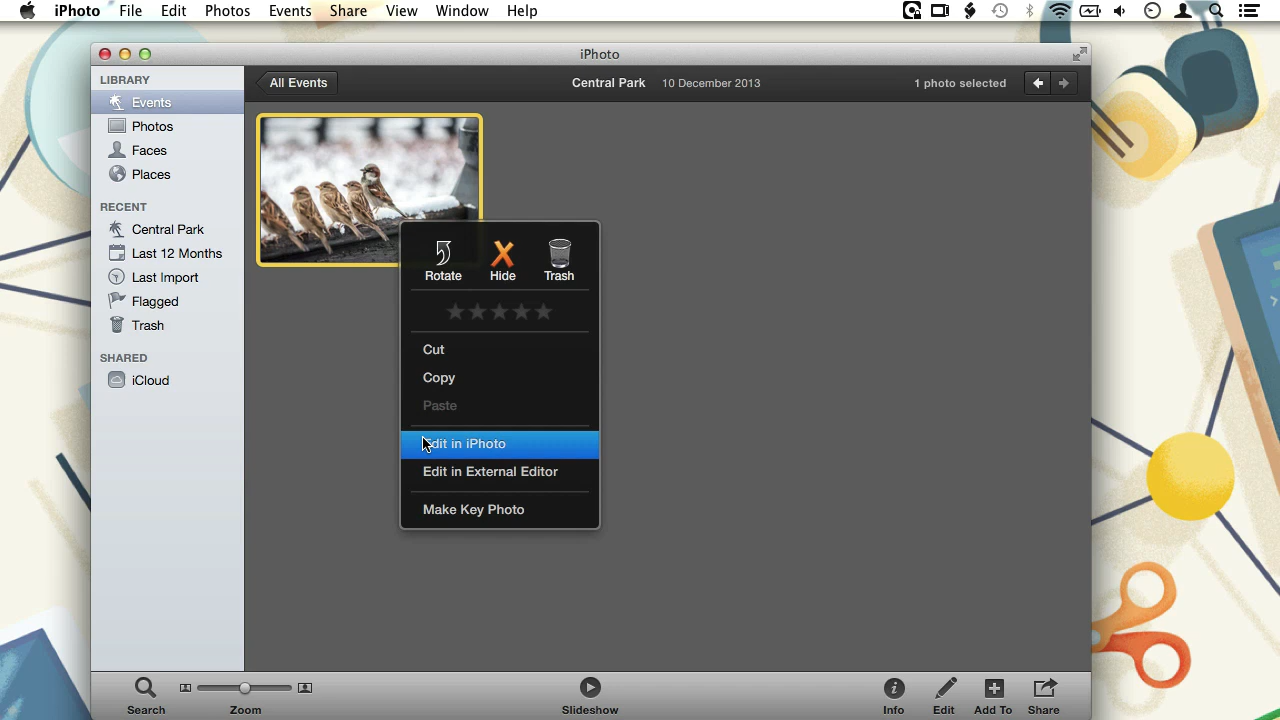 iPhoto File Edit Photos Events Share View Window Help
iPhoto
LIBRARY
Events
Photos
Faces
Places
RECENT
Central Park
Last 12 Months
Last Import
Flagged
Trash
SHARED
iCloud
All Events
Central Park 10 December 2013
1 photo selected
Rotate Hide Trash
Cut
Copy
Paste
Edit in iPhoto
Edit in External Editor
Make Key Photo
Search Zoom Slideshow Info Edit Add To Share